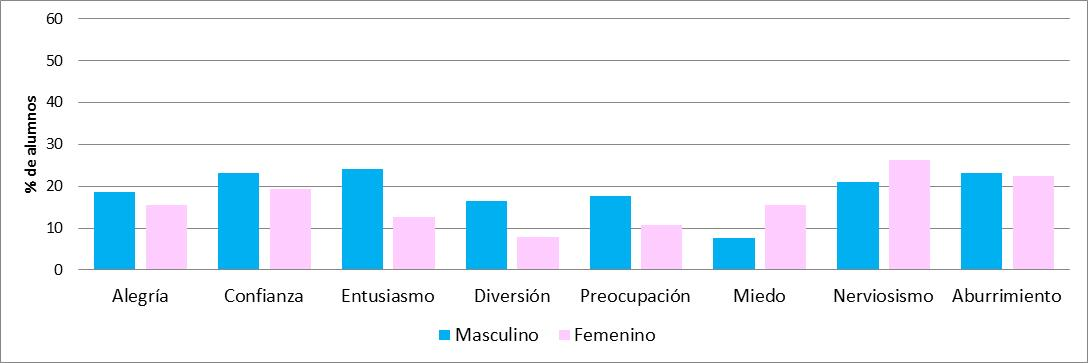 60
50
40
30
20
10
0
% de alumnos
Alegría Confianza Entusiasmo Diversión Preocupación Miedo Nerviosismo Aburrimiento
Masculino Femenino